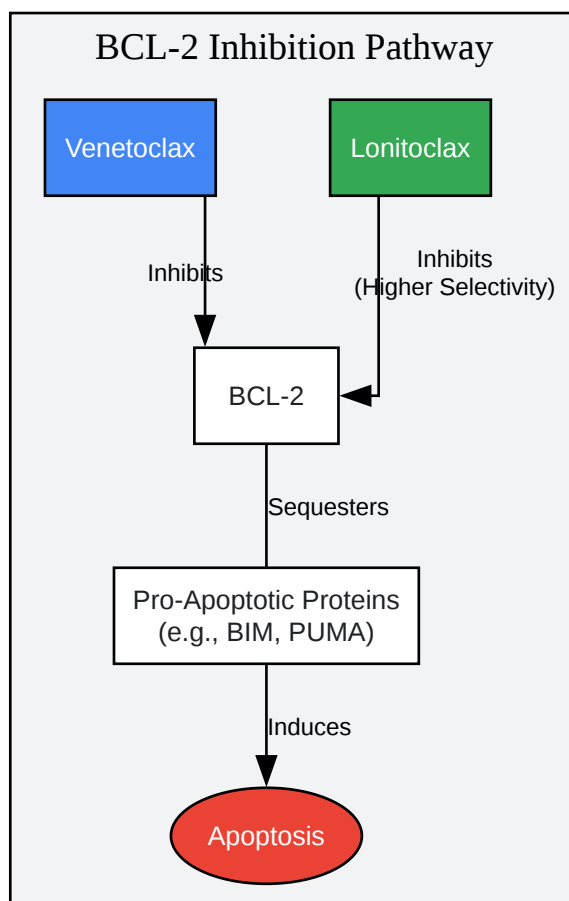 BCL-2 Inhibition Pathway
Venetoclax
Lonitoclax
Inhibits
Inhibits
(Higher Selectivity)
BCL-2
Sequesters
Pro-Apoptotic Proteins
(e.g., BIM, PUMA)
Induces
Apoptosis